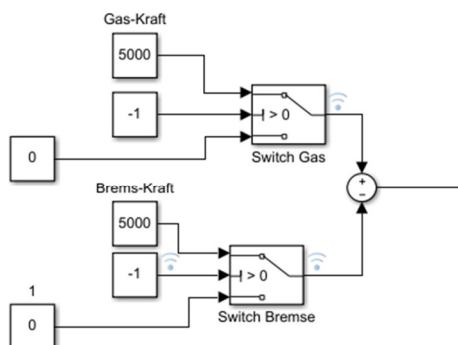 Gas-Kraft
5000
-1
> 0
0
Switch Gas
Brems-Kraft
+
−
5000
-1
> 0
1
0
Switch Bremse